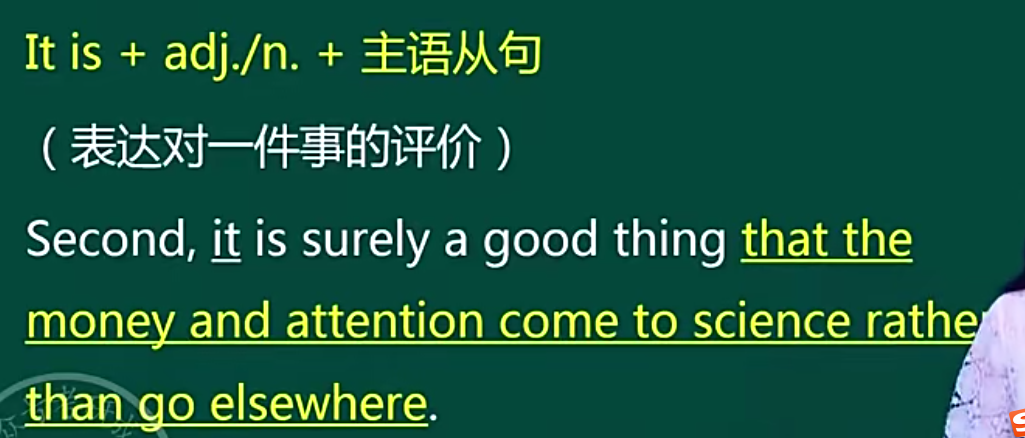 It is + adj./n. + 主语从句
（表达对一件事的评价）
Second, it is surely a good thing that the
money and attention come to science rathe
than go elsewhere.